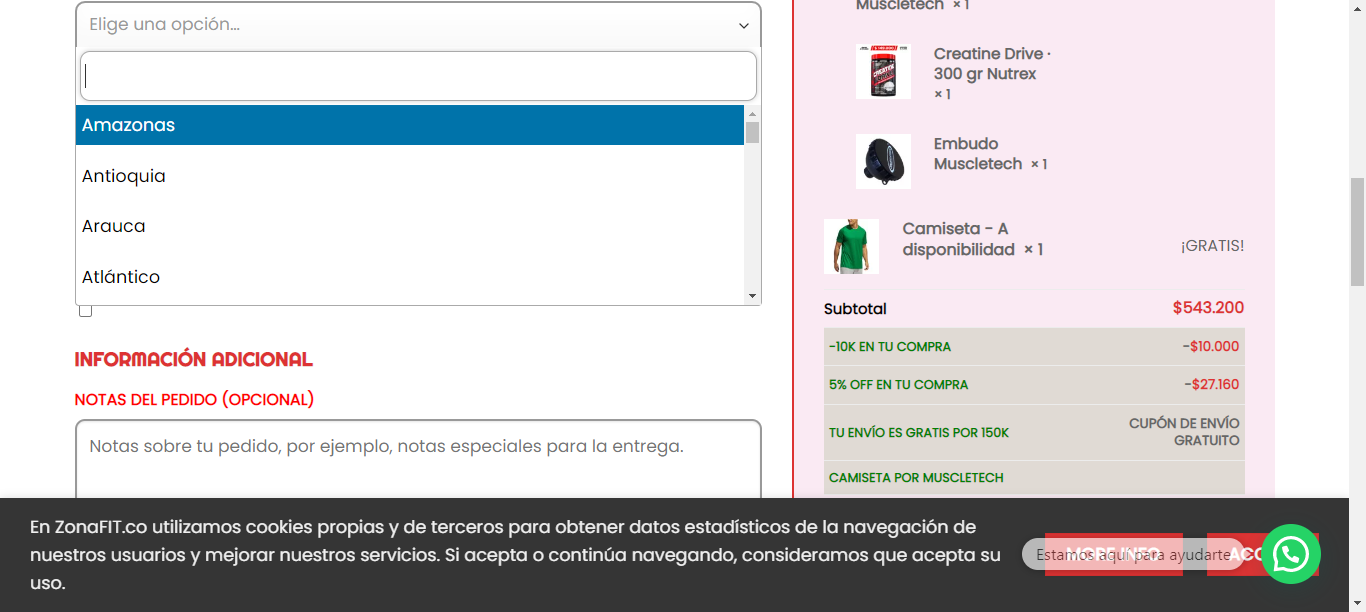 Elige una opción...
Amazonas
Antioquia
Arauca
Atlántico
INFORMACIÓN ADICIONAL
NOTAS DEL PEDIDO (OPCIONAL)
Notas sobre tu pedido, por ejemplo, notas especiales para la entrega.
Muscletech × 1
Creatine Drive ·
300 gr Nutrex
× 1
Embudo
Muscletech × 1
Camiseta - A
disponibilidad × 1
¡GRATIS!
Subtotal $543.200
-10K EN TU COMPRA -$10.000
5% OFF EN TU COMPRA -$27.160
TU ENVÍO ES GRATIS POR 150K
CUPÓN DE ENVÍO
GRATUITO
CAMISETA POR MUSCLETECH
En ZonaFIT.co utilizamos cookies propias y de terceros para obtener datos estadísticos de la navegación de
nuestros usuarios y mejorar nuestros servicios. Si acepta o continúa navegando, consideramos que acepta su
uso.
MORE INFO
Estamos aquí para ayudarte